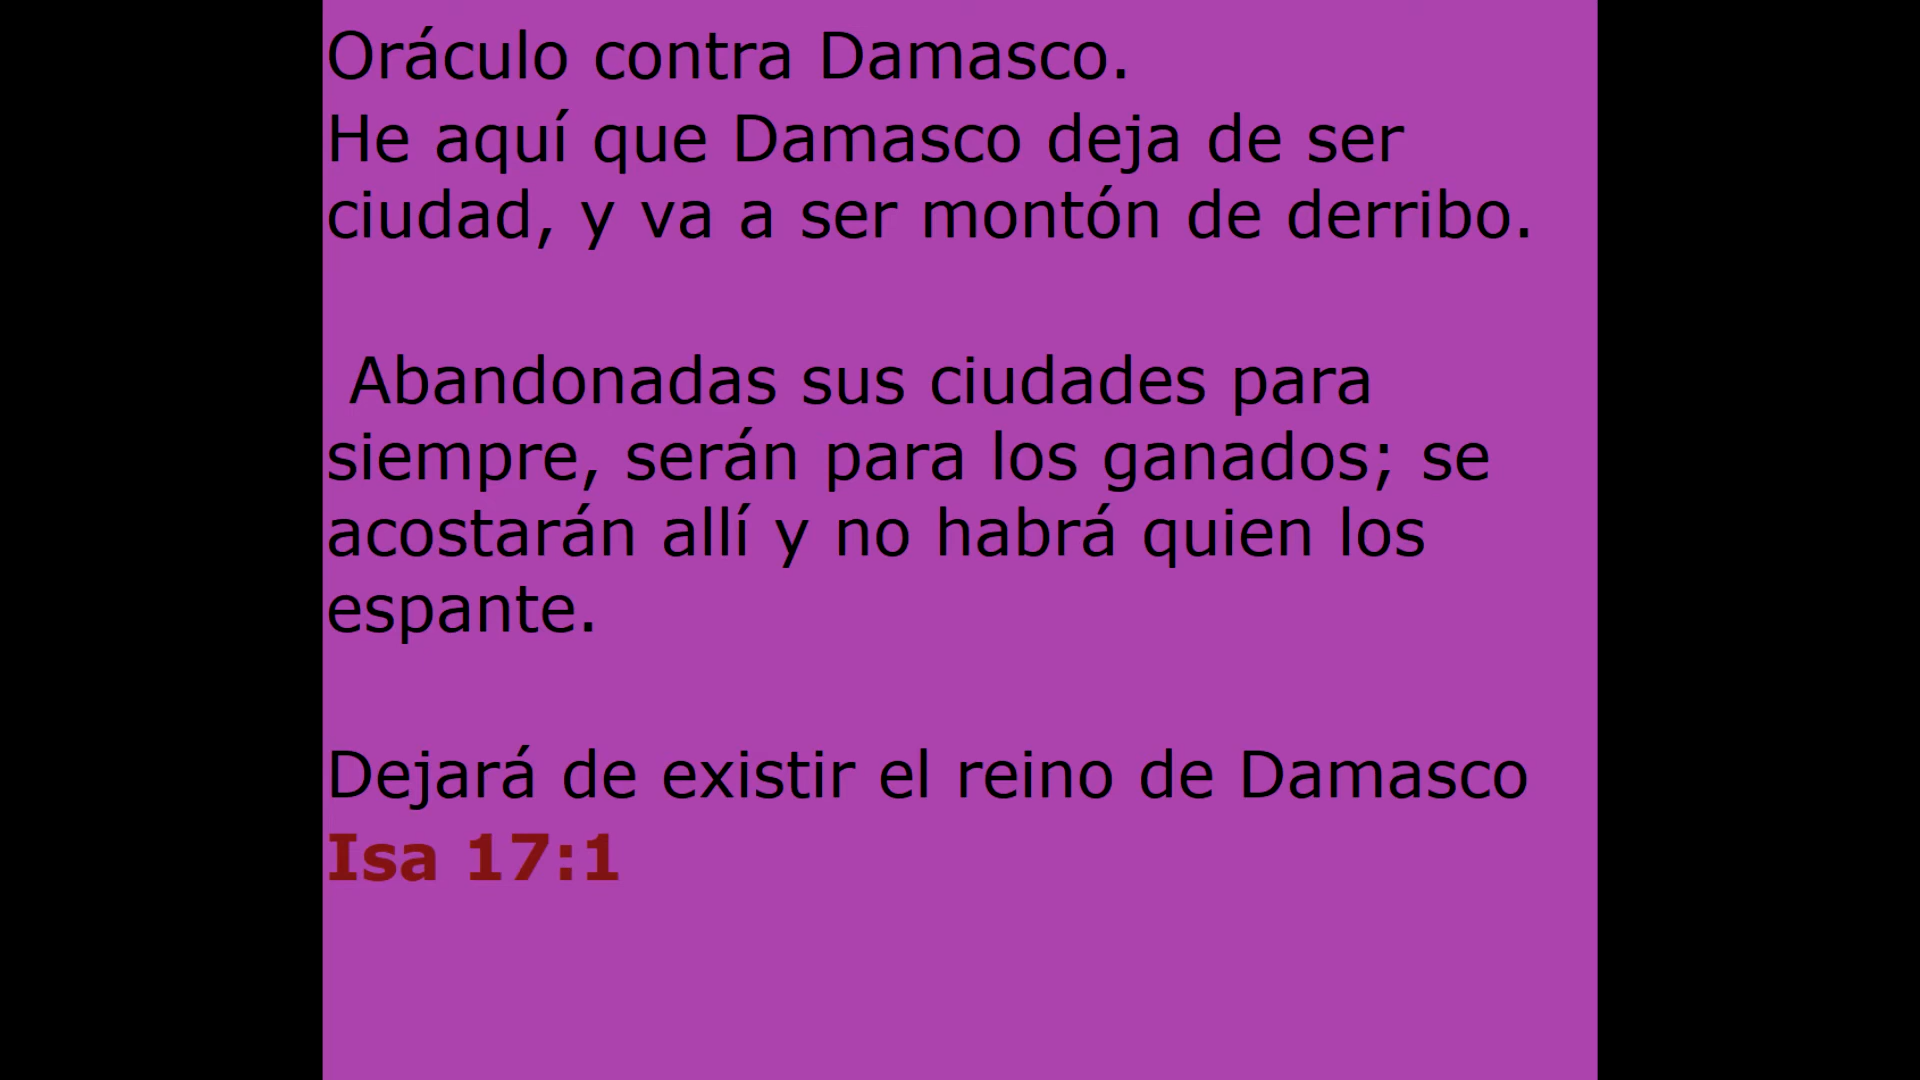 Oráculo contra Damasco.
He aquí que Damasco deja de ser
ciudad, y va a ser montón de derribo.
Abandonadas sus ciudades para
siempre, serán para los ganados; se
acostarán allí y no habrá quien los
espante.
Dejará de existir el reino de Damasco
Isa 17:1